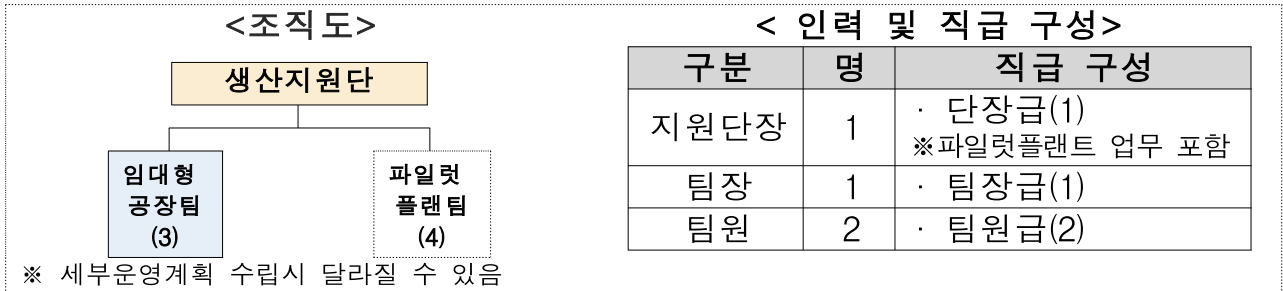 <조직도>
생산지원단
임대형
공장팀
(3)
파일럿
플랜팀
(4)
※ 세부운영계획 수립시 달라질 수 있음
< 인력 및 직급 구성>
구분 명 직급 구성
지원단장 1 · 단장급(1)
※파일럿플랜트 업무 포함
팀장 1 · 팀장급(1)
팀원 2 · 팀원급(2)